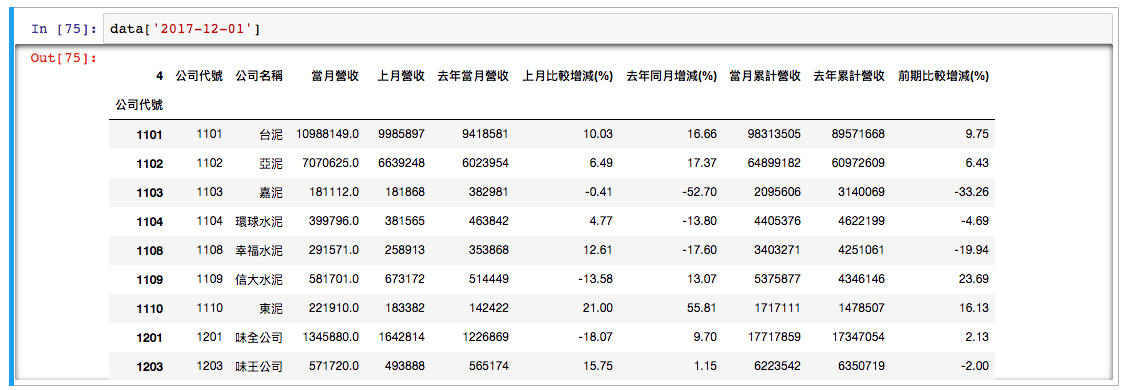 In [75]: data['2017-12-01']
Out[75]:
4 公司代號 公司名稱 當月營收 上月營收 去年當月營收 上月比較增減(%) 去年同月增減(%) 當月累計營收 去年累計營收 前期比較增減(%)
公司代號
1101 1101 台泥 10988149.0 9985897 9418581 10.03 16.66 98313505 89571668 9.75
1102 1102 亞泥 7070625.0 6639248 6023954 6.49 17.37 64899182 60972609 6.43
1103 1103 嘉泥 181112.0 181868 382981 -0.41 -52.70 2095606 3140069 -33.26
1104 1104 環球水泥 399796.0 381565 463842 4.77 -13.80 4405376 4622199 -4.69
1108 1108 幸福水泥 291571.0 258913 353868 12.61 -17.60 3403271 4251061 -19.94
1109 1109 信大水泥 581701.0 673172 514449 -13.58 13.07 5375877 4346146 23.69
1110 1110 東泥 221910.0 183382 142422 21.00 55.81 1717111 1478507 16.13
1201 1201 味全公司 1345880.0 1642814 1226869 -18.07 9.70 17717859 17347054 2.13
1203 1203 味王公司 571720.0 493888 565174 15.75 1.15 6223542 6350719 -2.00